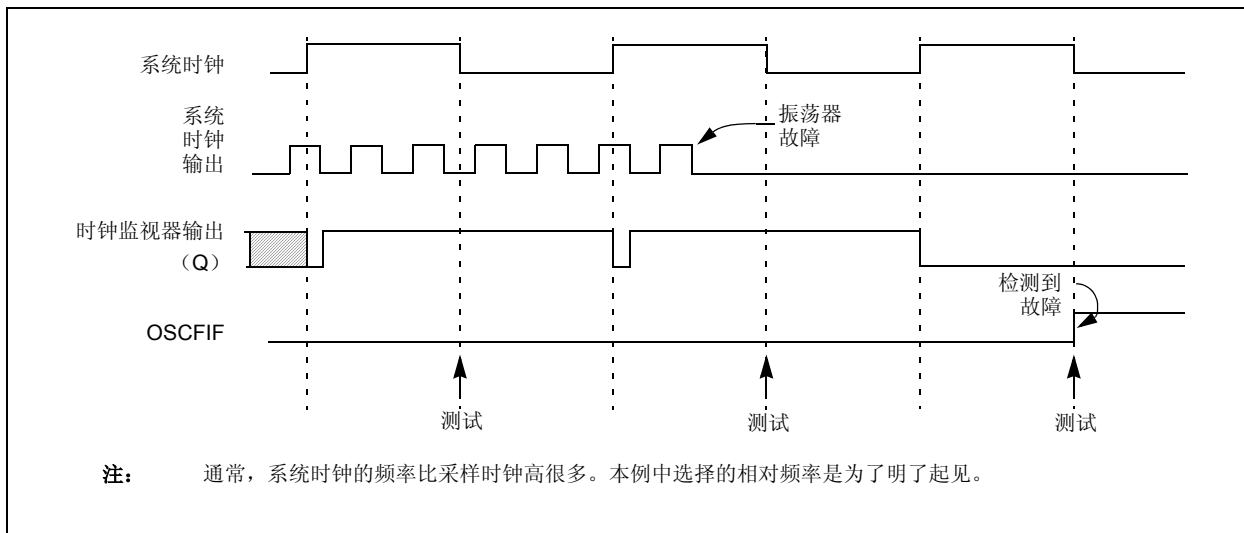 系统时钟
系统
时钟
输出
振荡器
故障
时钟监视器输出
（Q）
检测到
故障
OSCFIF
测试
测试
测试
注： 通常，系统时钟的频率比采样时钟高很多。本例中选择的相对频率是为了明了起见。